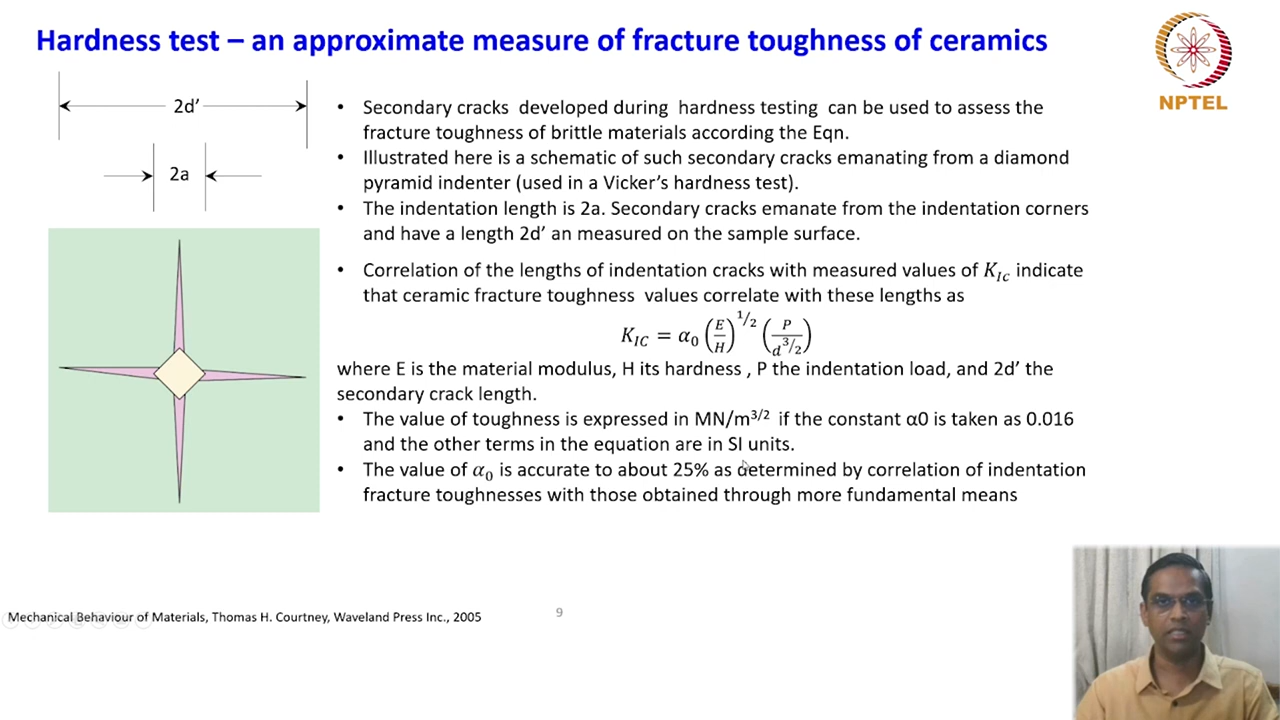 Hardness test – an approximate measure of fracture toughness of ceramics
NPTEL
2d’
2a
• Secondary cracks developed during hardness testing can be used to assess the
fracture toughness of brittle materials according the Eqn.
• Illustrated here is a schematic of such secondary cracks emanating from a diamond
pyramid indenter (used in a Vicker’s hardness test).
• The indentation length is 2a. Secondary cracks emanate from the indentation corners
and have a length 2d’ an measured on the sample surface.
• Correlation of the lengths of indentation cracks with measured values of K_Ic indicate
that ceramic fracture toughness values correlate with these lengths as
K_IC = α_0 (E/H)^1/2 (P/d^3/2)
where E is the material modulus, H its hardness , P the indentation load, and 2d’ the
secondary crack length.
• The value of toughness is expressed in MN/m^3/2 if the constant α0 is taken as 0.016
and the other terms in the equation are in SI units.
• The value of α_0 is accurate to about 25% as determined by correlation of indentation
fracture toughnesses with those obtained through more fundamental means
Mechanical Behaviour of Materials, Thomas H. Courtney, Waveland Press Inc., 2005
9